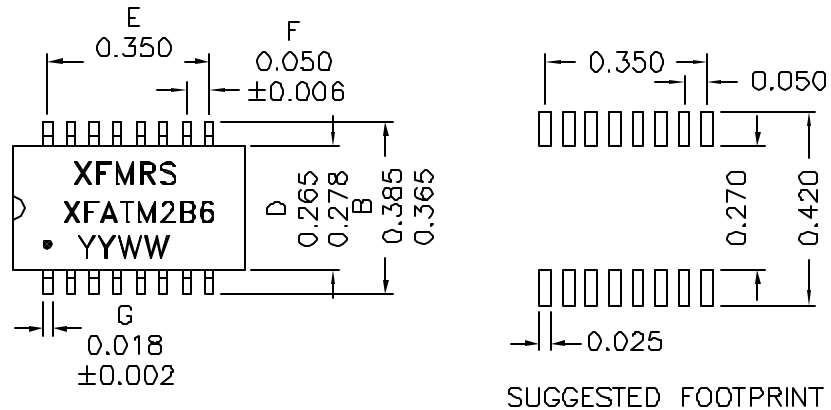 E
0.350
F
0.050
±0.006
XFMRS
XFATM2B6
YYWW
D
0.265
0.278
B
0.385
0.365
G
0.018
±0.002
0.350
0.050
0.270
0.420
0.025
SUGGESTED FOOTPRINT